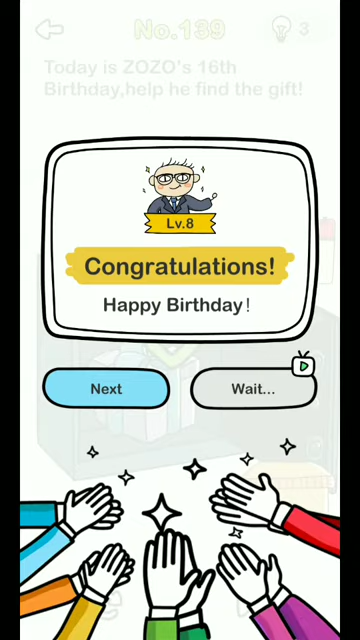 No.139
3
Today is ZOZO's 16th
Birthday,help he find the gift!
Lv.8
Congratulations!
Happy Birthday!
Next
Wait...